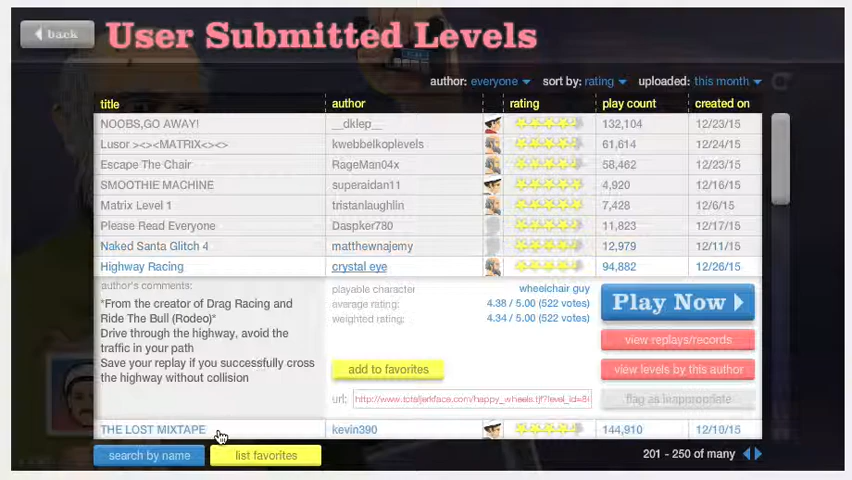 back
User Submitted Levels
author: everyone sort by: rating uploaded: this month
title author rating play count created on
NOOBS,GO AWAY! __dklep__ 132,104 12/23/15
Lusor ><><MATRIX<><> kwebbelkoplevels 61,614 12/24/15
Escape The Chair RageMan04x 58,462 12/23/15
SMOOTHIE MACHINE superaidan11 4,920 12/16/15
Matrix Level 1 tristanlaughlin 7,428 12/6/15
Please Read Everyone Daspker780 11,823 12/17/15
Naked Santa Glitch 4 matthewnajemy 12,979 12/11/15
Highway Racing crystal eye 94,882 12/26/15
author's comments:
*From the creator of Drag Racing and
Ride The Bull (Rodeo)*
Drive through the highway, avoid the
traffic in your path
Save your replay if you successfully cross
the highway without collision
playable character wheelchair guy
average rating: 4.38 / 5.00 (522 votes)
weighted rating: 4.34 / 5.00 (522 votes)
add to favorites
url: http://www.totaljerkface.com/happy_wheels.tjf?level_id=8
Play Now
view replays/records
view levels by this author
flag as inappropriate
THE LOST MIXTAPE kevin390 144,910 12/10/15
search by name list favorites 201 - 250 of many